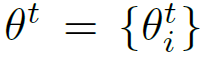 θ^t = {θ_i^t}